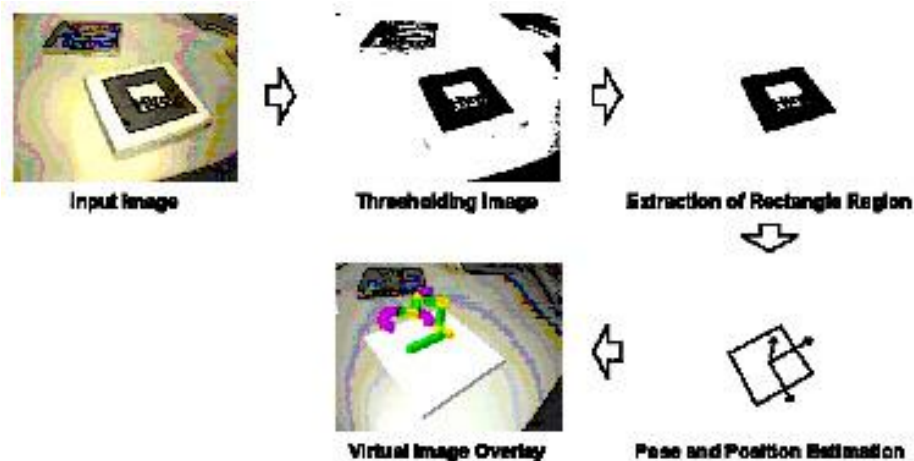 Input Image
Thresholding Image
Extraction of Rectangle Region
Virtual Image Overlay
Pose and Position Estimation